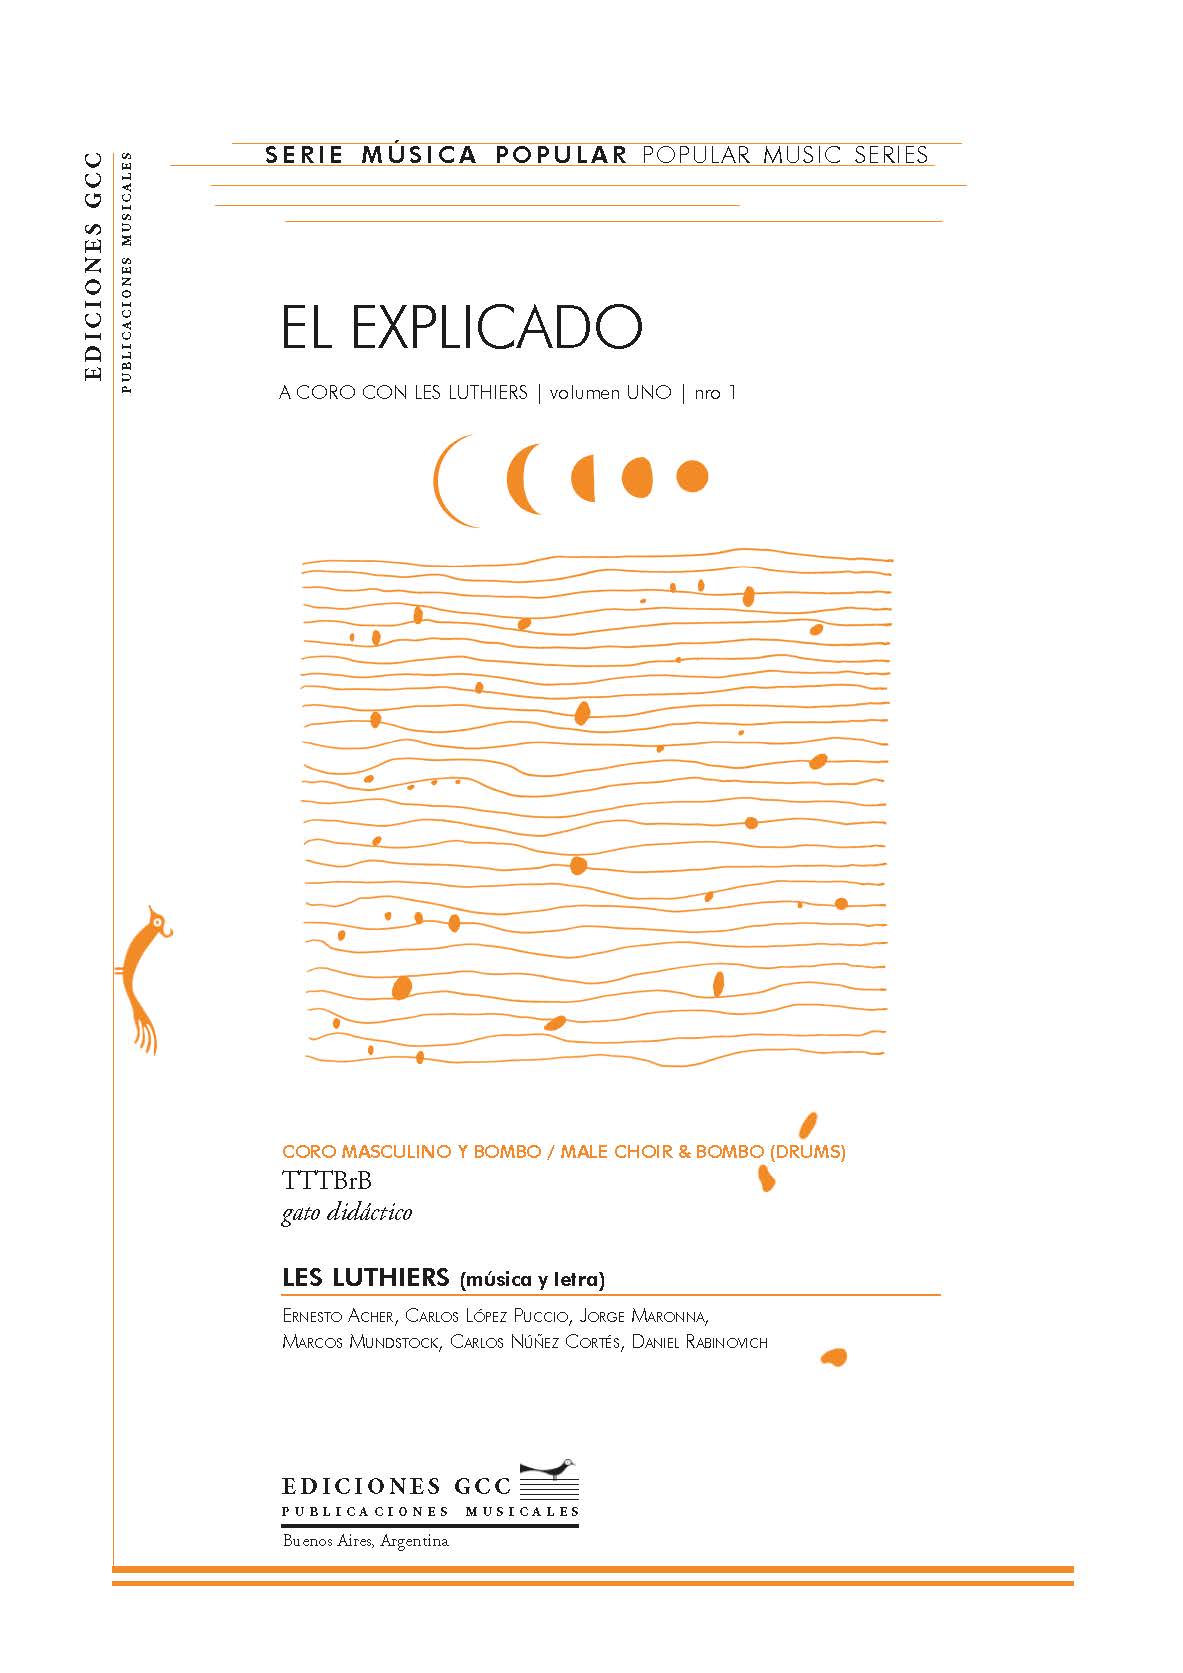 EDICIONES GCC
PUBLICACIONES MUSICALES
SERIE MÚSICA POPULAR POPULAR MUSIC SERIES
EL EXPLICADO
A CORO CON LES LUTHIERS | volumen UNO | nro 1
CORO MASCULINO Y BOMBO / MALE CHOIR & BOMBO (DRUMS)
TTTBrB
gato didáctico
LES LUTHIERS (música y letra)
ERNESTO ACHER, CARLOS LÓPEZ PUCCIO, JORGE MARONNA,
MARCOS MUNDSTOCK, CARLOS NÚÑEZ CORTÉS, DANIEL RABINOVICH
EDICIONES GCC
PUBLICACIONES MUSICALES
Buenos Aires, Argentina